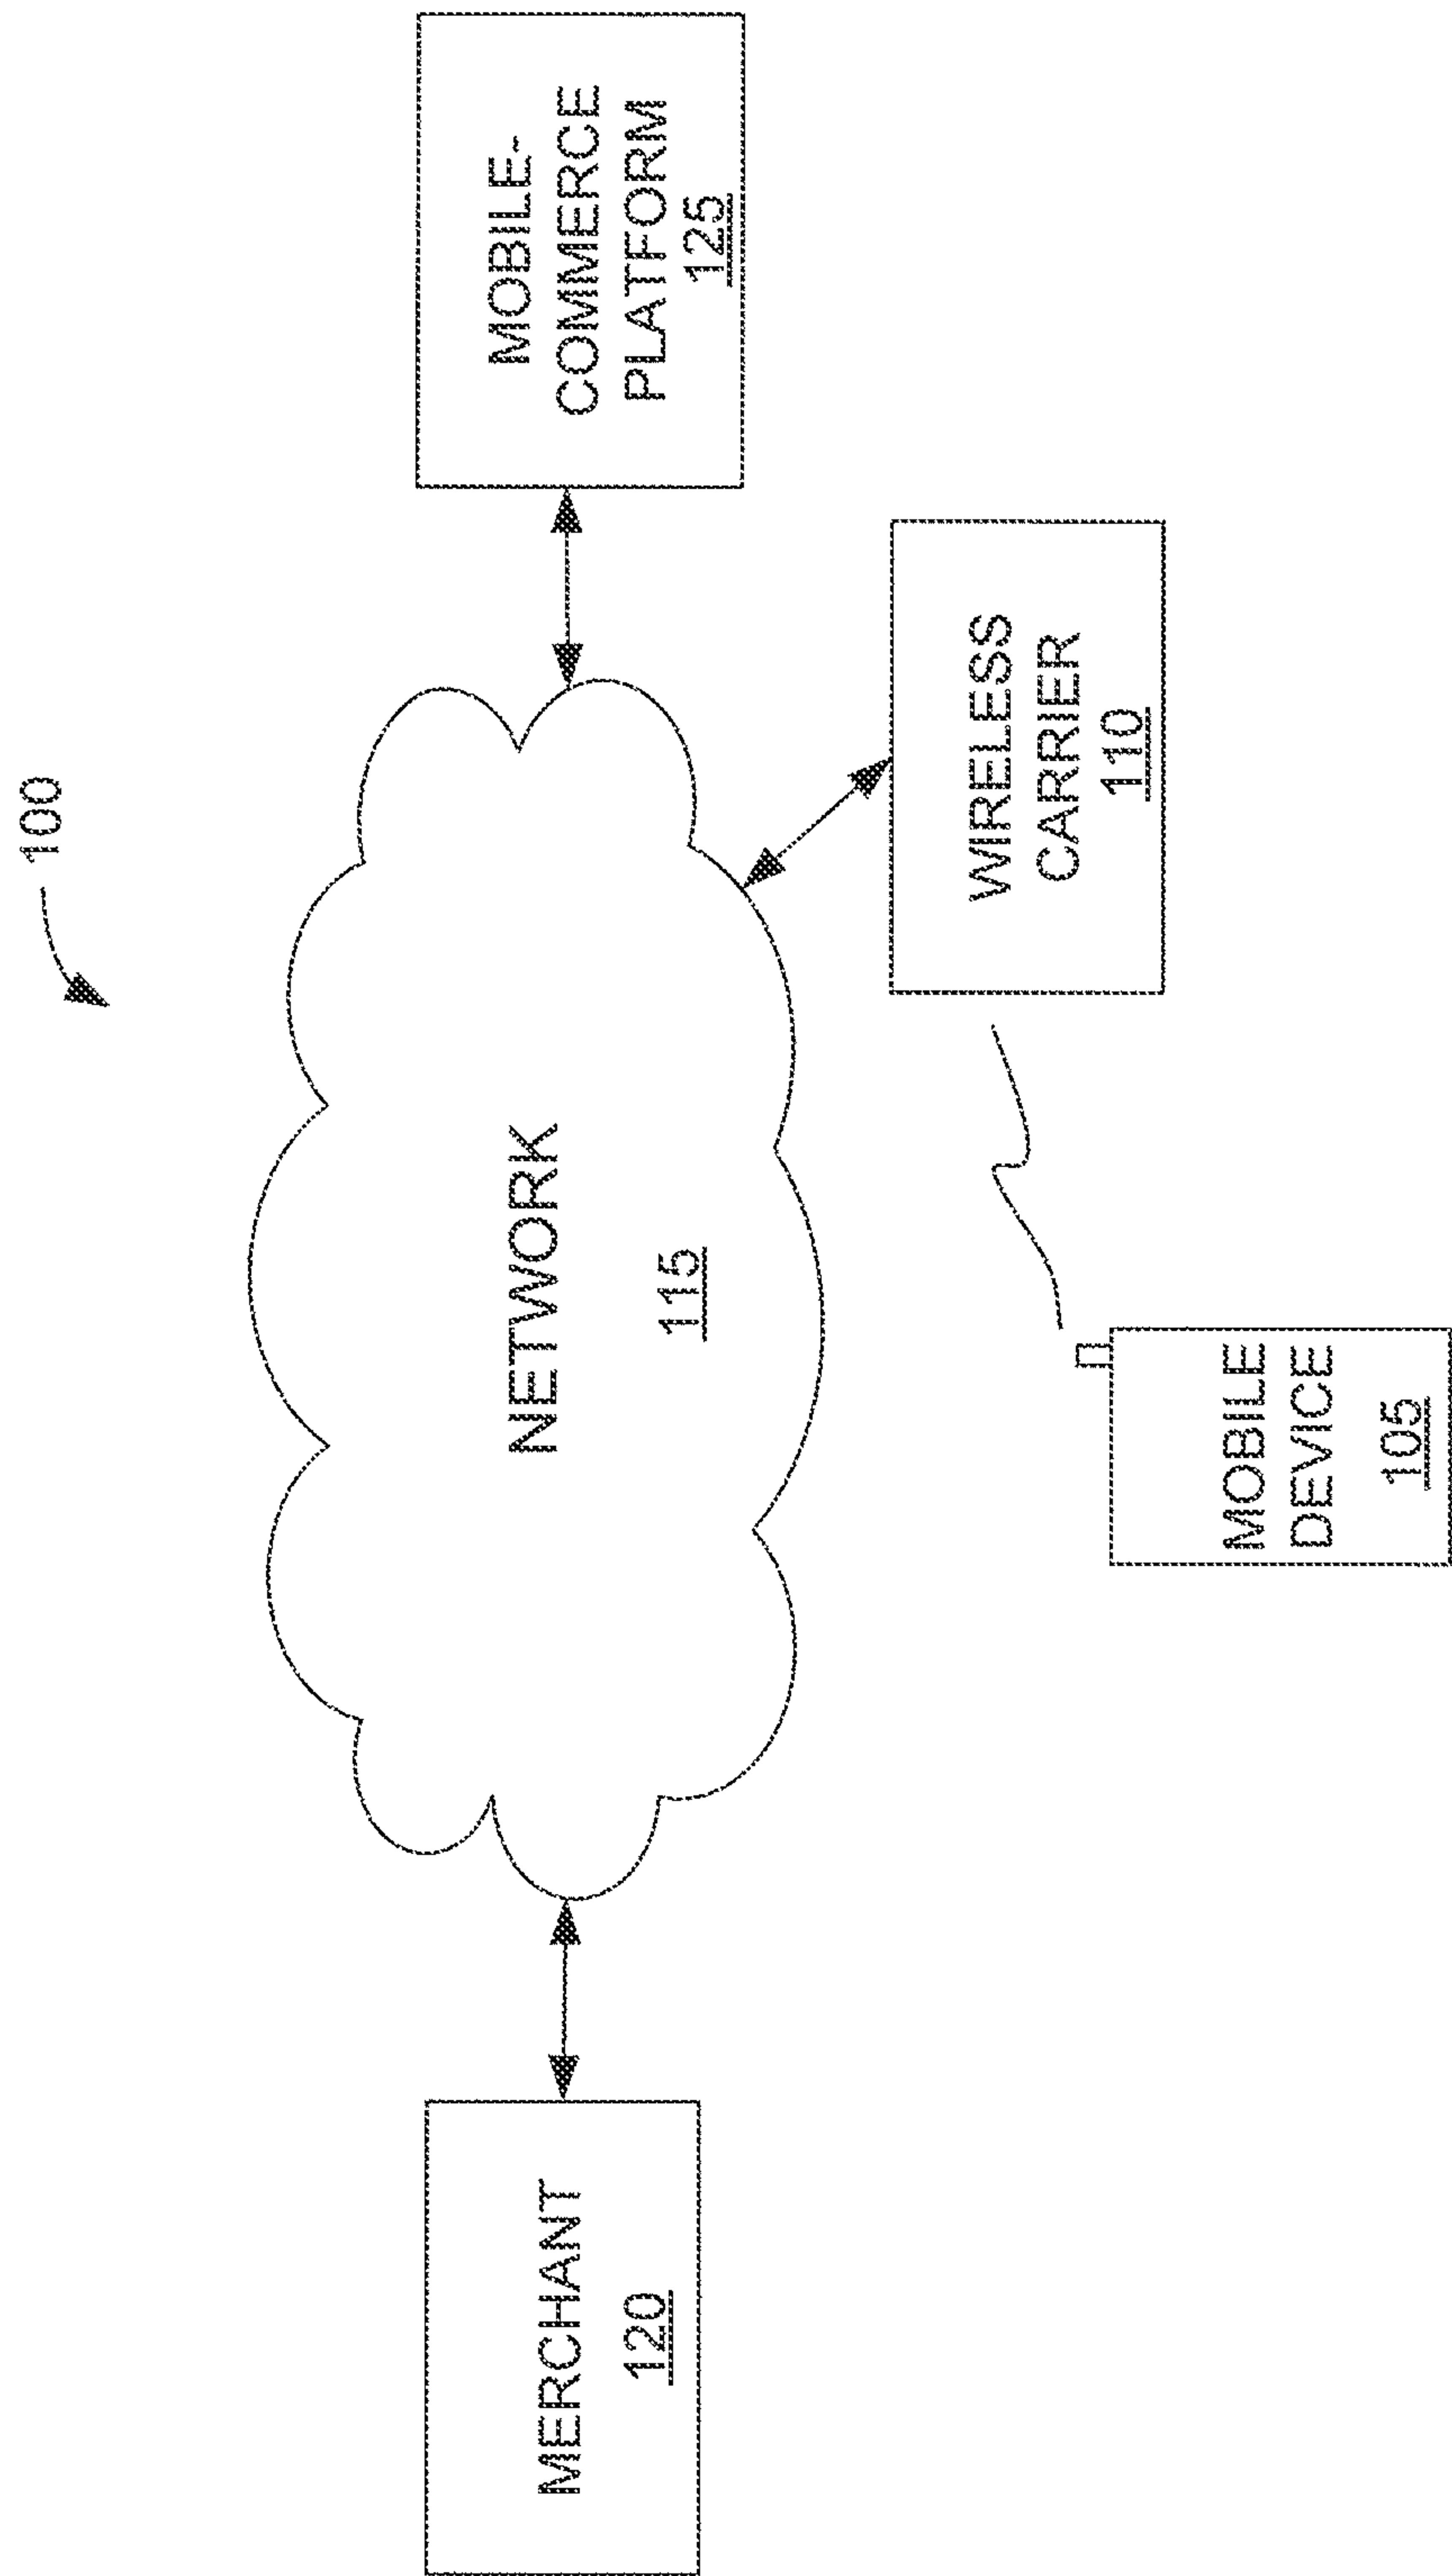 100
MERCHANT
120
NETWORK
115
MOBILE-
COMMERCE
PLATFORM
125
WIRELESS
CARRIER
110
MOBILE
DEVICE
105